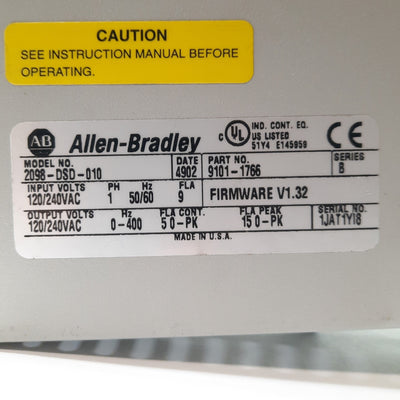 CAUTION
SEE INSTRUCTION MANUAL BEFORE
OPERATING.
AB Allen-Bradley
C UL US IND. CONT. EQ.
LISTED
51Y4 E145959
CE
MODEL NO. DATE PART NO. SERIES
2098-DSD-010 4902 9101-1766 B
INPUT VOLTS PH Hz FLA
120/240VAC 1 50/60 9 FIRMWARE V1.32
OUTPUT VOLTS Hz FLA CONT. FLA PEAK SERIAL NO.
120/240VAC 0-400 5 0-PK 15 0-PK 1JAT1YI8
MADE IN U.S.A.